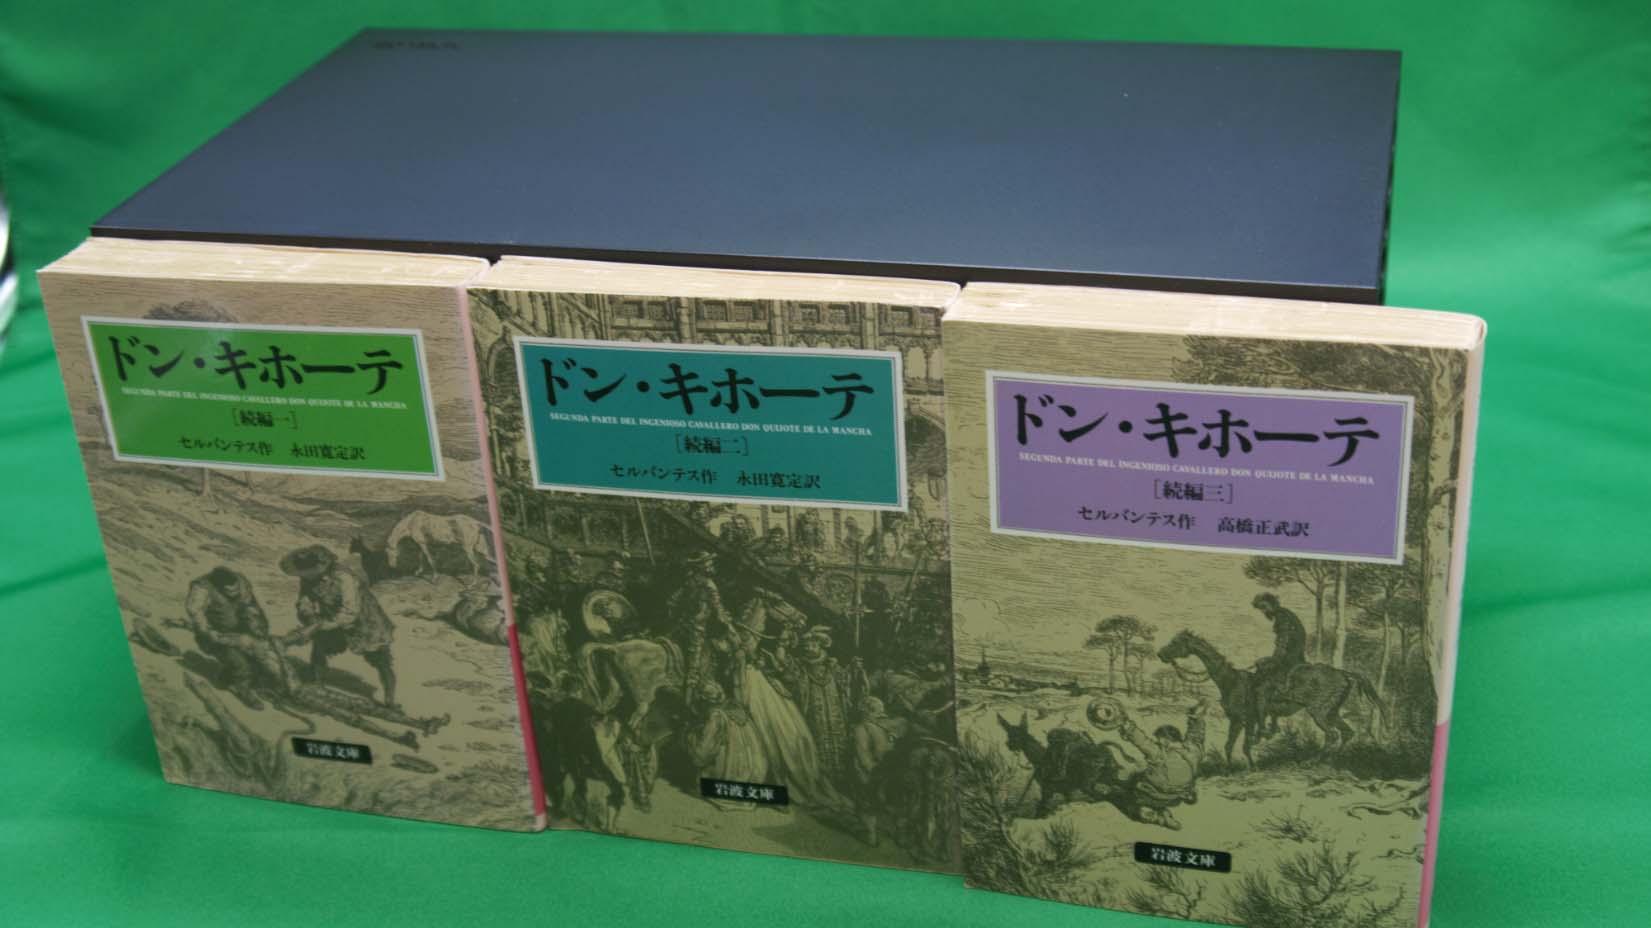 ドン・キホーテ
SEGUNDA PARTE DEL INGENIOSO CAVALLERO DON QUIJOTE DE LA MANCHA
［続編一］
セルバンテス作　永田寛定訳
岩波文庫
ドン・キホーテ
SEGUNDA PARTE DEL INGENIOSO CAVALLERO DON QUIJOTE DE LA MANCHA
［続編二］
セルバンテス作　永田寛定訳
岩波文庫
ドン・キホーテ
SEGUNDA PARTE DEL INGENIOSO CAVALLERO DON QUIJOTE DE LA MANCHA
［続編三］
セルバンテス作　高橋正武訳
岩波文庫